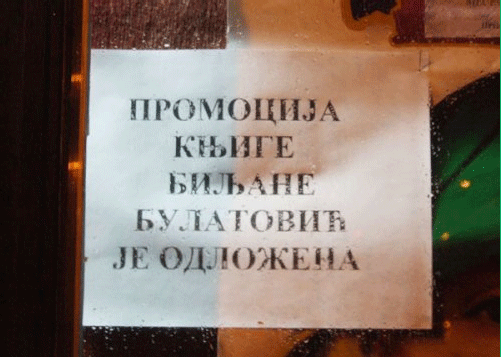 ПРОМОЦИЈА
КЊИГЕ
БИЉАНЕ
БУЛАТОВИЋ
ЈЕ ОДЛОЖЕНА